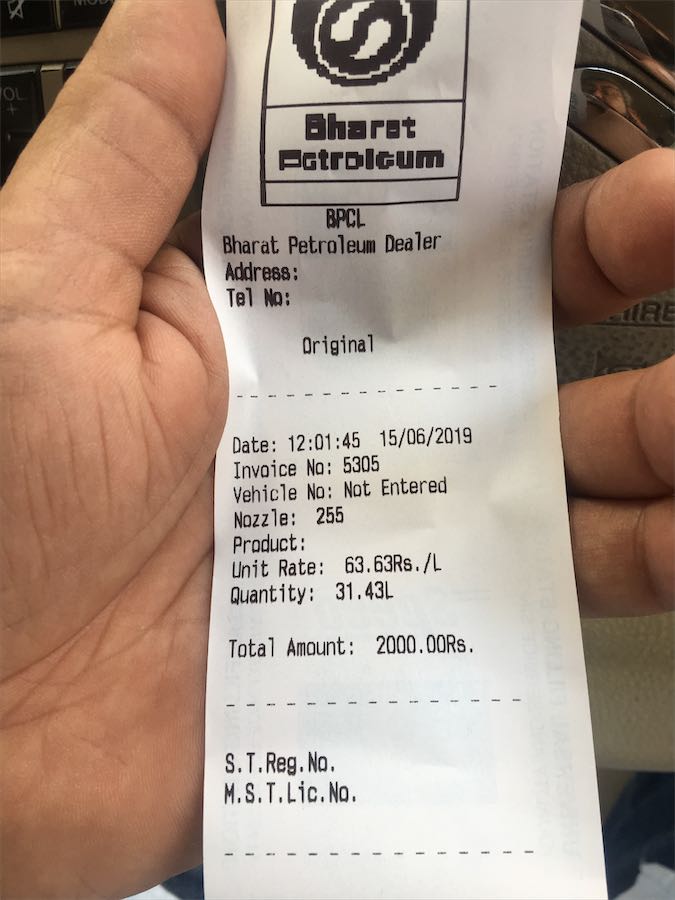 Bharat
Petroleum
BPCL
Bharat Petroleum Dealer
Address:
Tel No:
Original
Date: 12:01:45 15/06/2019
Invoice No: 5305
Vehicle No: Not Entered
Nozzle: 255
Product:
Unit Rate: 63.63Rs./L
Quantity: 31.43L
Total Amount: 2000.00Rs.
S.T.Reg.No.
M.S.T.Lic.No.
VOL
+